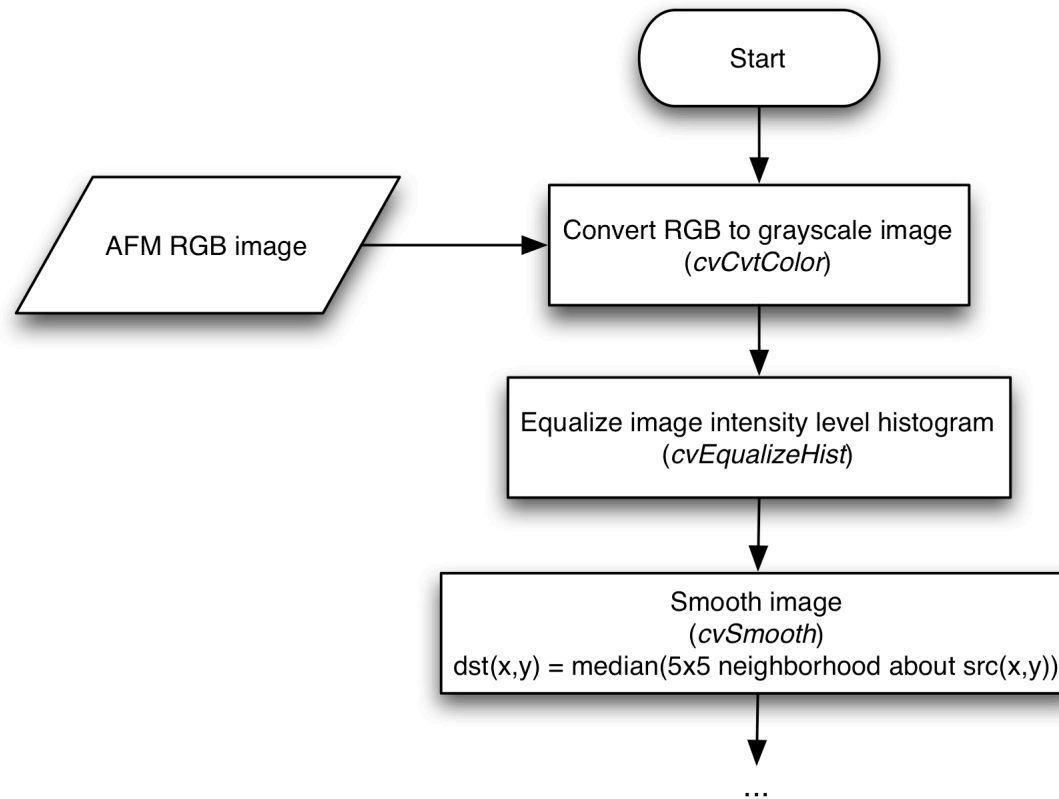 Start
AFM RGB image
Convert RGB to grayscale image
(cvCvtColor)
Equalize image intensity level histogram
(cvEqualizeHist)
Smooth image
(cvSmooth)
dst(x,y) = median(5x5 neighborhood about src(x,y))
...